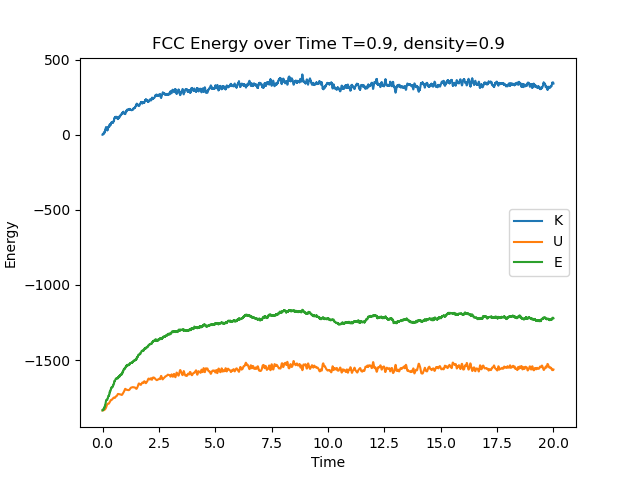 FCC Energy over Time T=0.9, density=0.9
500
0
−500
−1000
−1500
Energy
K
U
E
0.0 2.5 5.0 7.5 10.0 12.5 15.0 17.5 20.0
Time